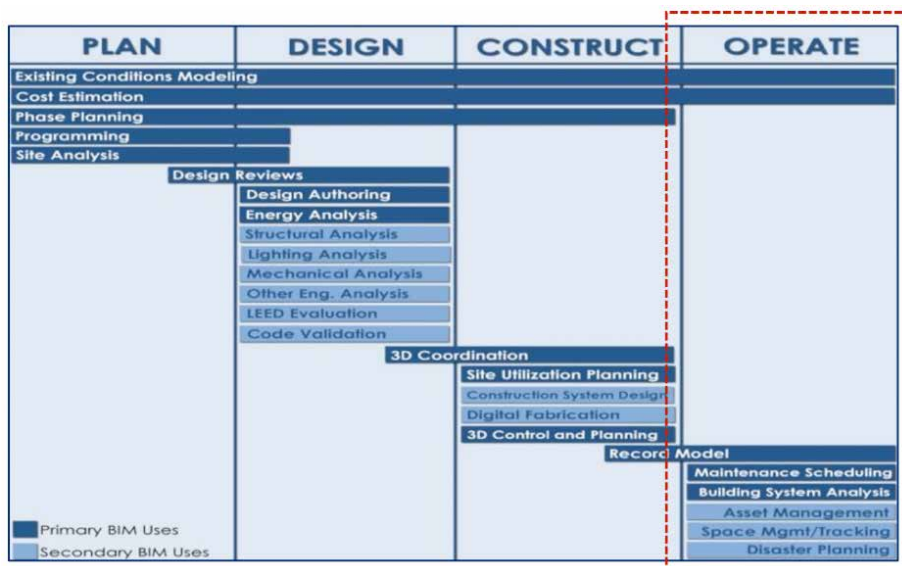 PLAN DESIGN CONSTRUCT OPERATE
Existing Conditions Modeling
Cost Estimation
Phase Planning
Programming
Site Analysis
Design Reviews
Design Authoring
Energy Analysis
Structural Analysis
Lighting Analysis
Mechanical Analysis
Other Eng. Analysis
LEED Evaluation
Code Validation
3D Coordination
Site Utilization Planning
Construction System Design
Digital Fabrication
3D Control and Planning
Record Model
Maintenance Scheduling
Building System Analysis
Asset Management
Space Mgmt/Tracking
Disaster Planning
Primary BIM Uses
Secondary BIM Uses